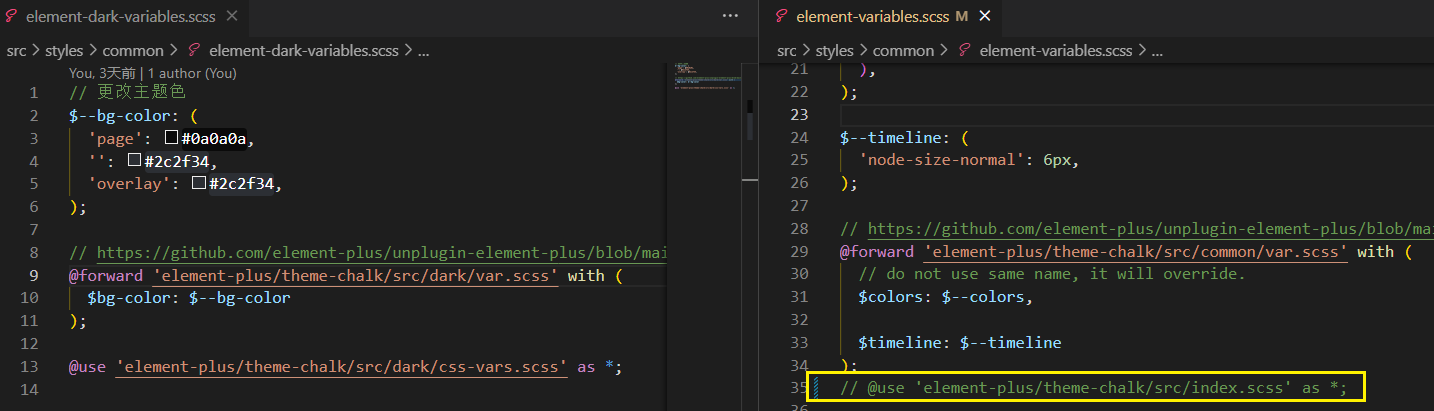 element-dark-variables.scss
src > styles > common > element-dark-variables.scss > ...
You, 3天前 | 1 author (You)
1 // 更改主题色
2 $--bg-color: (
3 'page': #0a0a0a,
4 '': #2c2f34,
5 'overlay': #2c2f34,
6 );
7
8 // https://github.com/element-plus/unplugin-element-plus/blob/mai
9 @forward 'element-plus/theme-chalk/src/dark/var.scss' with (
10 $bg-color: $--bg-color
11 );
12
13 @use 'element-plus/theme-chalk/src/dark/css-vars.scss' as *;
14
element-variables.scss M
src > styles > common > element-variables.scss > ...
21 ),
22 );
23
24 $--timeline: (
25 'node-size-normal': 6px,
26 );
27
28 // https://github.com/element-plus/unplugin-element-plus/blob/mai
29 @forward 'element-plus/theme-chalk/src/common/var.scss' with (
30 // do not use same name, it will override.
31 $colors: $--colors,
32
33 $timeline: $--timeline
34 );
35 // @use 'element-plus/theme-chalk/src/index.scss' as *;
36